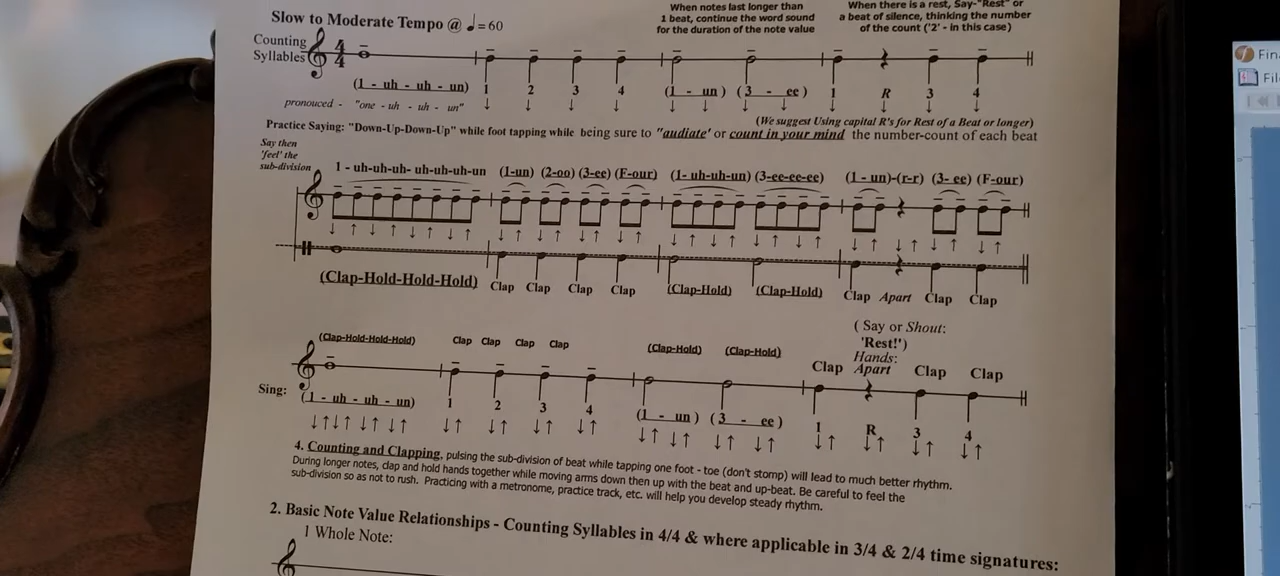 When notes last longer than
1 beat, continue the word sound
for the duration of the note value
When there is a rest, Say-"Rest" or
a beat of silence, thinking the number
of the count ('2' - in this case)
Slow to Moderate Tempo @ ♩=60
Counting
Syllables
4
4
(1 - uh - uh - un) 1 2 3 4 (1 - un) (3 - ee) 1 R 3 4
pronouced - "one - uh - uh - un"
(We suggest Using capital R's for Rest of a Beat or longer)
Practice Saying: "Down-Up-Down-Up" while foot tapping while being sure to "audiate' or count in your mind the number-count of each beat
Say then
'feel' the
sub-division
1 - uh-uh-uh- uh-uh-uh-un (1-un) (2-oo) (3-ee) (F-our) (1- uh-uh-un) (3-ee-ee-ee) (1 - un)-(r-r) (3- ee) (F-our)
(Clap-Hold-Hold-Hold) Clap Clap Clap Clap (Clap-Hold) (Clap-Hold) Clap Apart Clap Clap
( Say or Shout:
'Rest!')
Hands:
(Clap-Hold-Hold-Hold) Clap Clap Clap Clap (Clap-Hold) (Clap-Hold) Clap Apart Clap Clap
Sing:
(1 - uh - uh - un) 1 2 3 4 (1 - un) (3 - ee) 1 R 3 4
4. Counting and Clapping, pulsing the sub-division of beat while tapping one foot - toe (don't stomp) will lead to much better rhythm.
During longer notes, clap and hold hands together while moving arms down then up with the beat and up-beat. Be careful to feel the
sub-division so as not to rush. Practicing with a metronome, practice track, etc. will help you develop steady rhythm.
2. Basic Note Value Relationships - Counting Syllables in 4/4 & where applicable in 3/4 & 2/4 time signatures:
1 Whole Note: